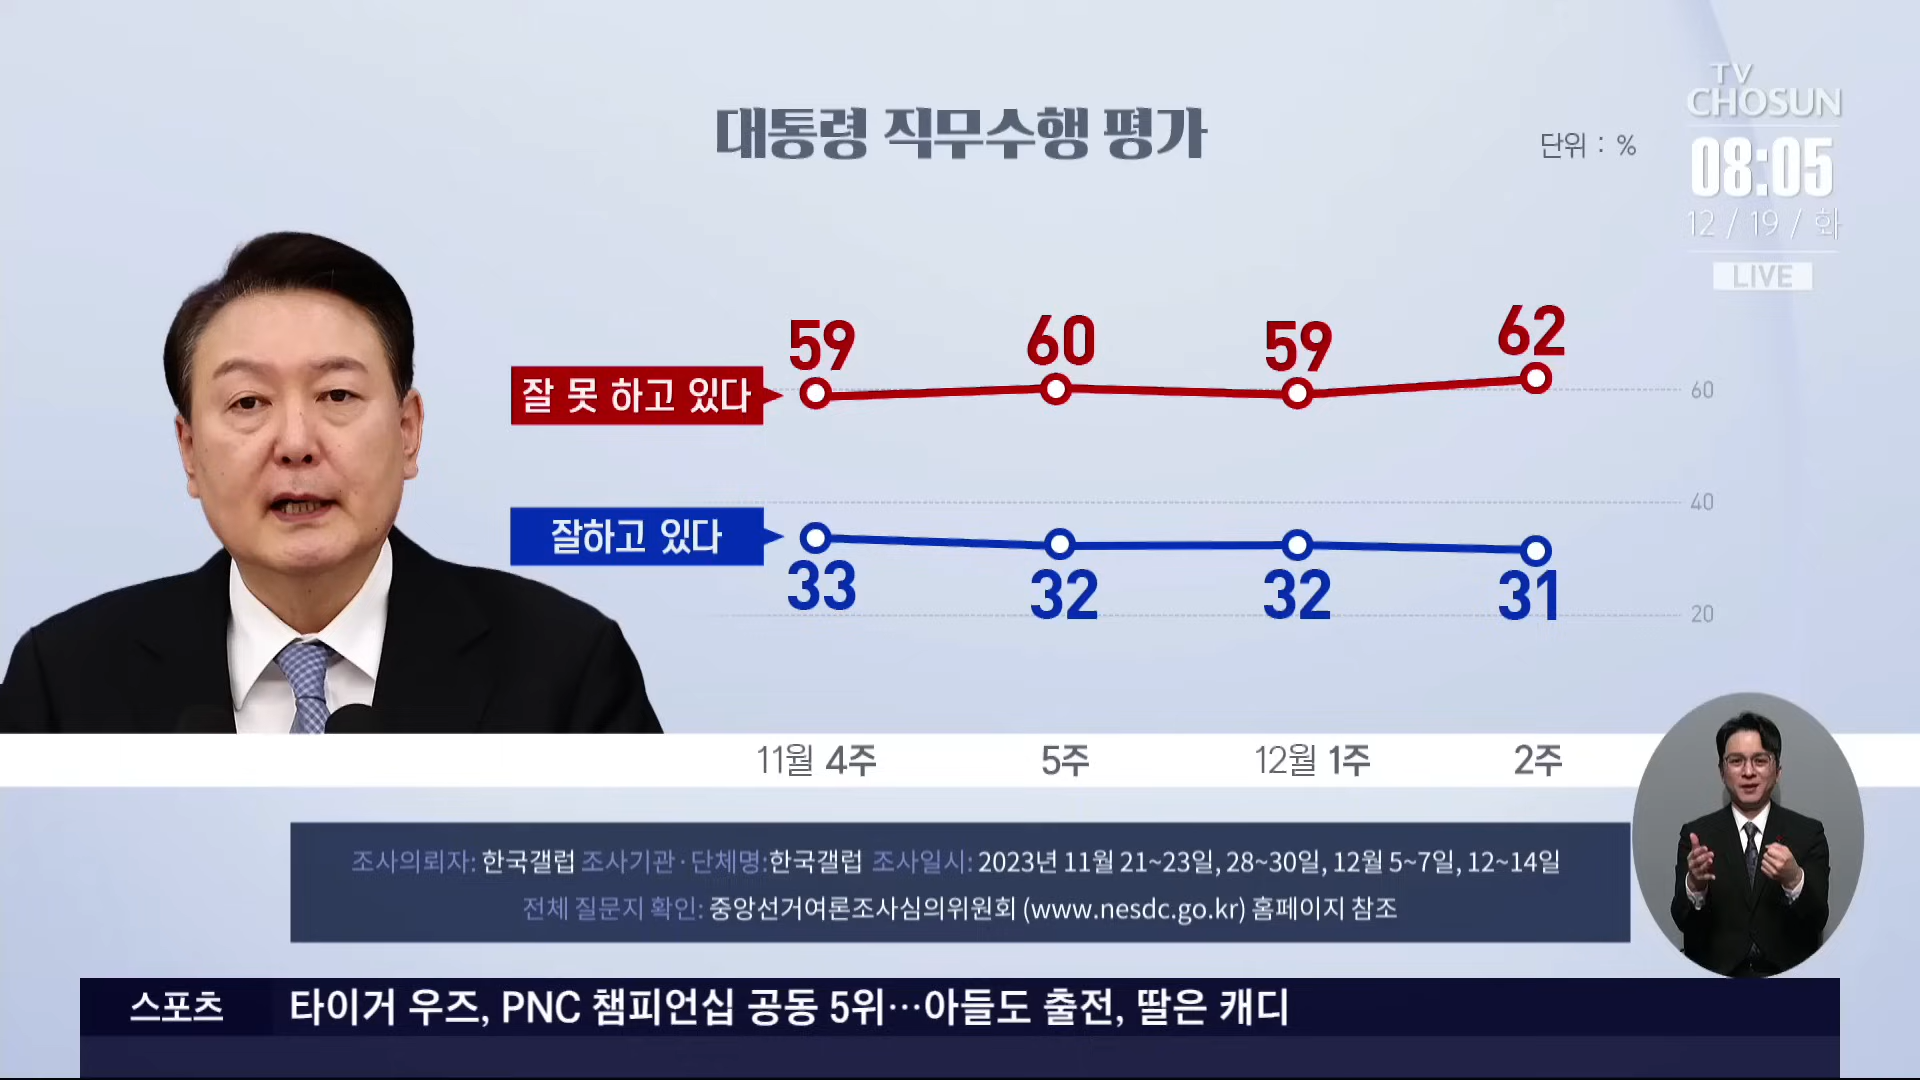 대통령 직무수행 평가
단위 : %
TV
CHOSUN
08:05
12 / 19 / 화
LIVE
59 60 59 62
잘 못 하고 있다
60
40
잘하고 있다
33 32 32 31
20
11월 4주 5주 12월 1주 2주
조사의뢰자: 한국갤럽 조사기관·단체명:한국갤럽 조사일시: 2023년 11월 21~23일, 28~30일, 12월 5~7일, 12~14일
전체 질문지 확인: 중앙선거여론조사심의위원회 (www.nesdc.go.kr) 홈페이지 참조
스포츠 타이거 우즈, PNC 챔피언십 공동 5위…아들도 출전, 딸은 캐디